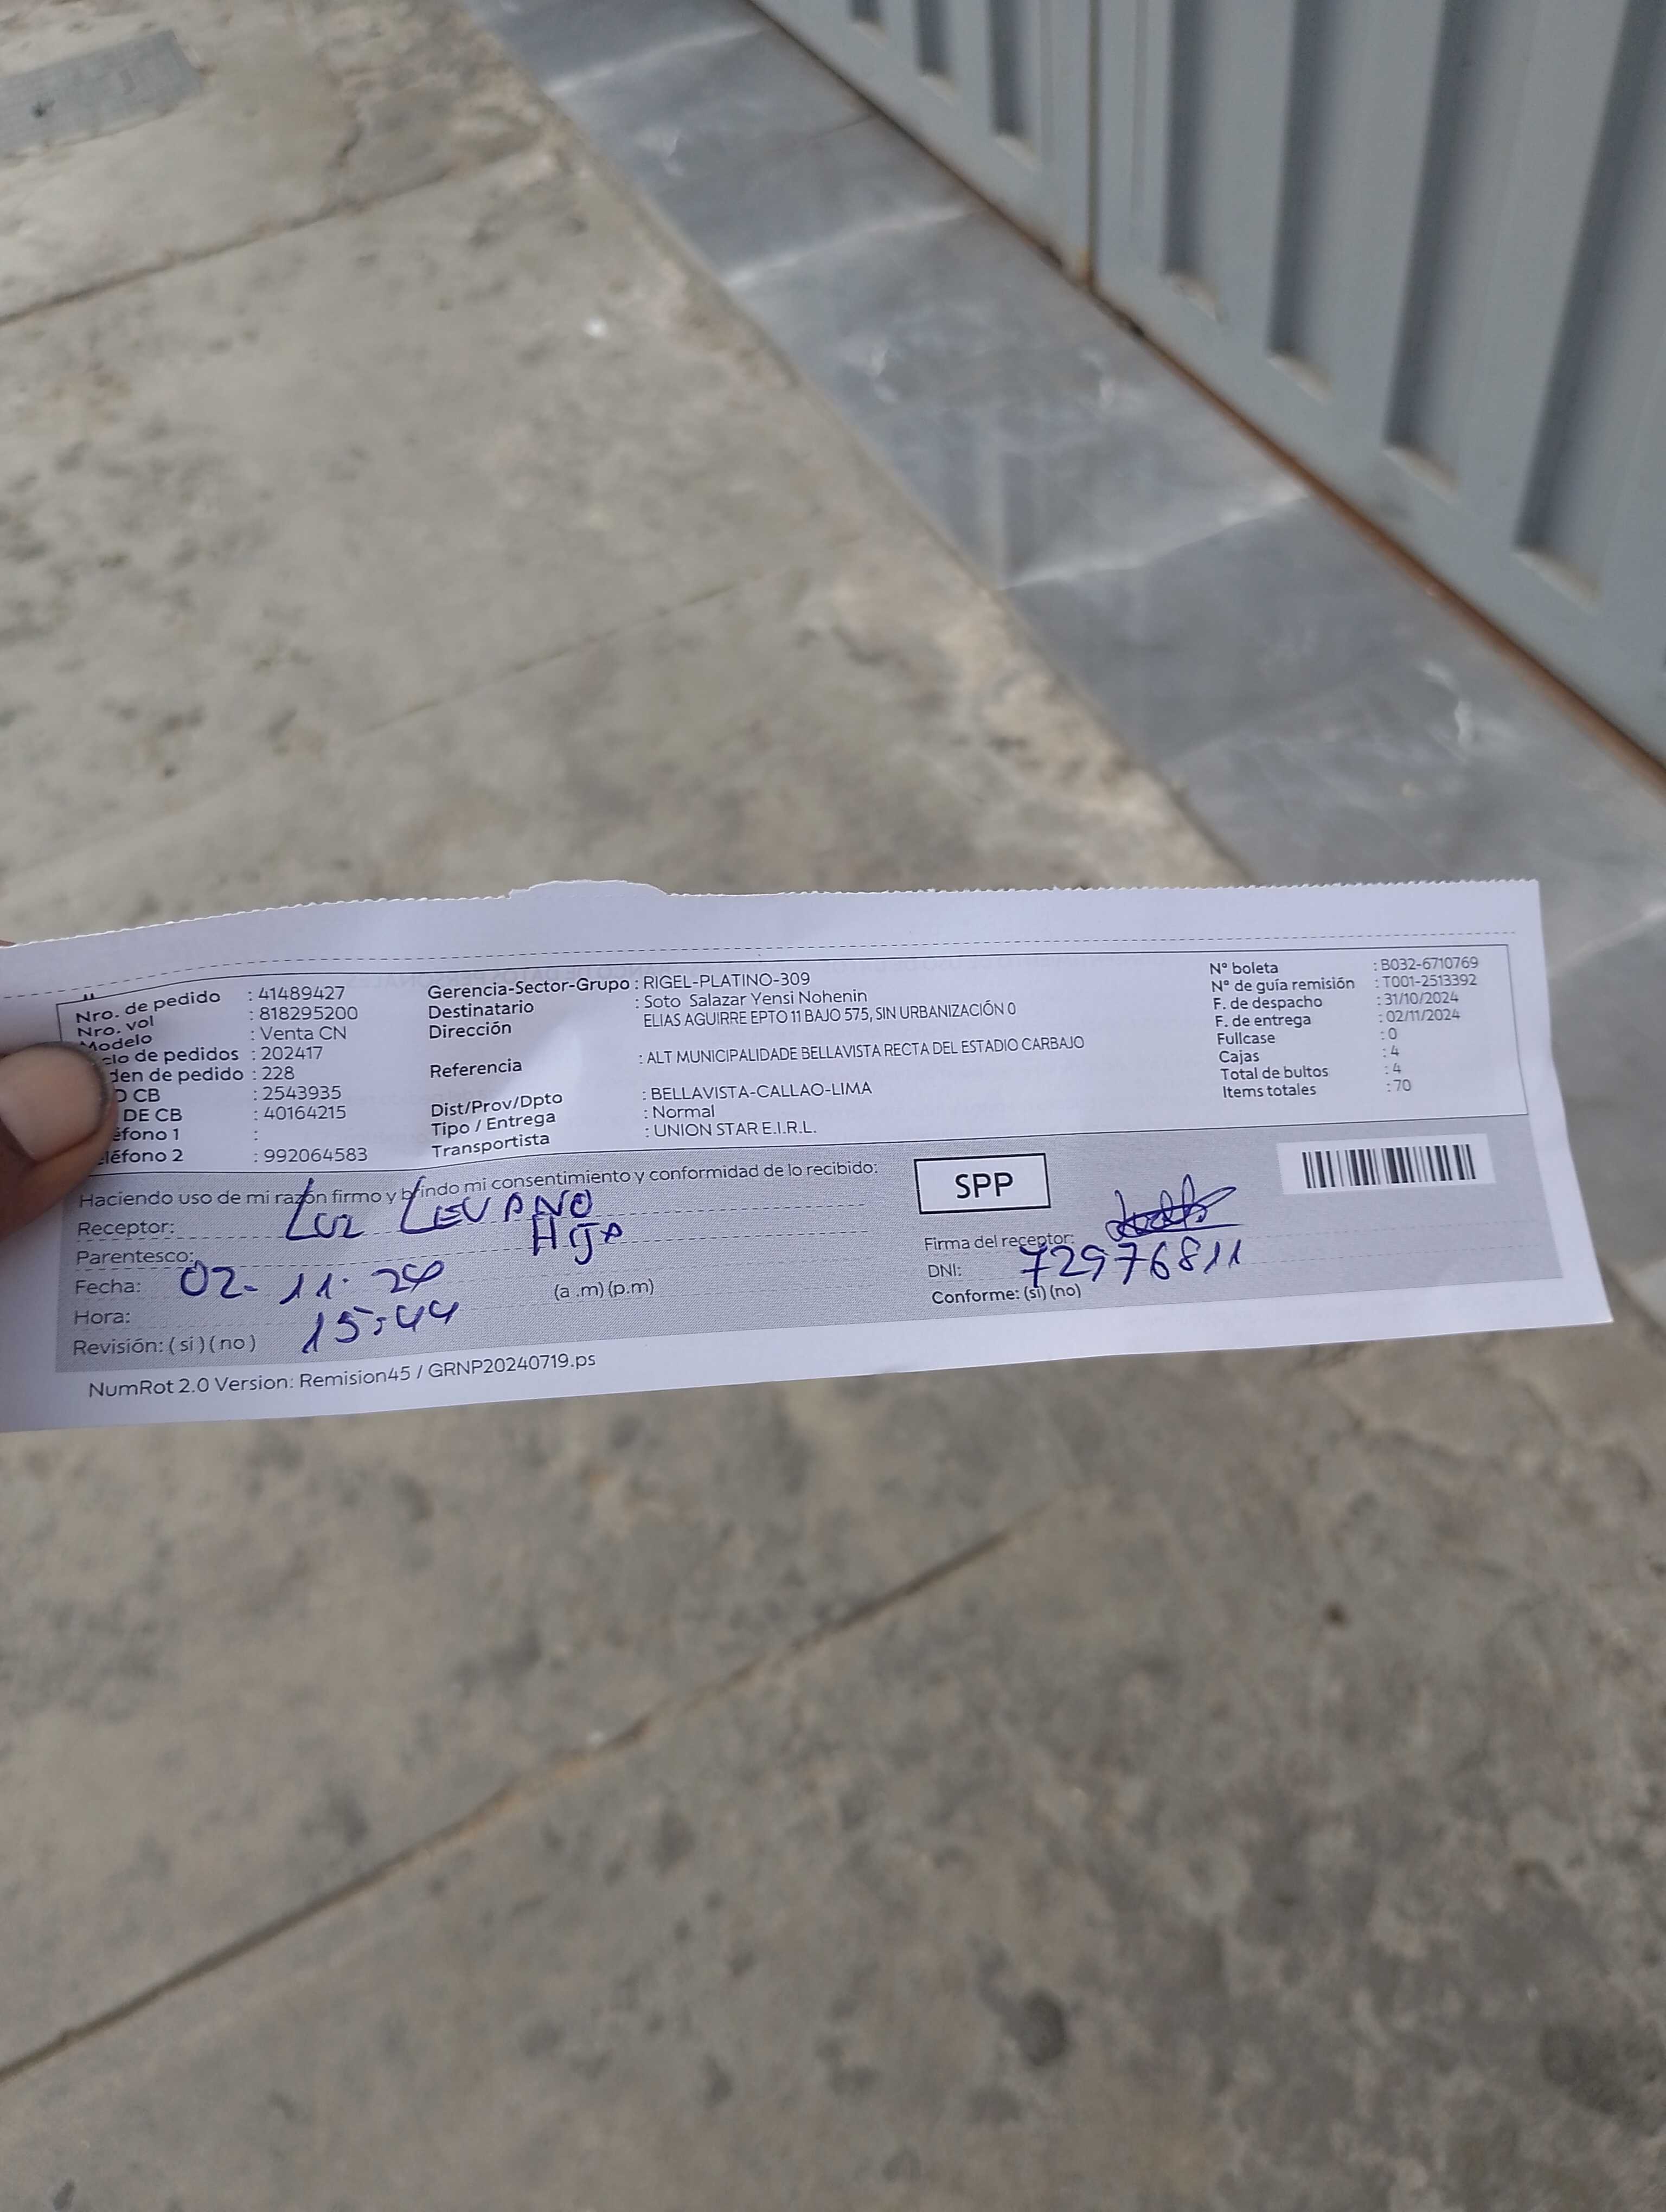 Nro. de pedido : 41489427
Nro. vol : 818295200
Modelo : Venta CN
clo de pedidos : 202417
den de pedido : 228
O CB : 2543935
DE CB : 40164215
éfono 1 :
eléfono 2 : 992064583
Gerencia-Sector-Grupo : RIGEL-PLATINO-309
Destinatario : Soto Salazar Yensi Nohenin
Dirección ELIAS AGUIRRE EPTO 11 BAJO 575, SIN URBANIZACIÓN 0
Referencia : ALT MUNICIPALIDADE BELLAVISTA RECTA DEL ESTADIO CARBAJO
Dist/Prov/Dpto : BELLAVISTA-CALLAO-LIMA
Tipo / Entrega : Normal
Transportista : UNION STAR E.I.R.L.
N° boleta : B032-6710769
N° de guía remisión : T001-2513392
F. de despacho : 31/10/2024
F. de entrega : 02/11/2024
Fullcase : 0
Cajas : 4
Total de bultos : 4
Items totales : 70
Haciendo uso de mi razón firmo y brindo mi consentimiento y conformidad de lo recibido:
Receptor: Luz LEVANO
Parentesco: HIJA
Fecha: 02-11-24
Hora: 15:44 (a .m) (p.m)
Revisión: ( si ) ( no )
SPP
Firma del receptor:
DNI: 72976811
Conforme: (si) (no)
NumRot 2.0 Version: Remision45 / GRNP20240719.ps